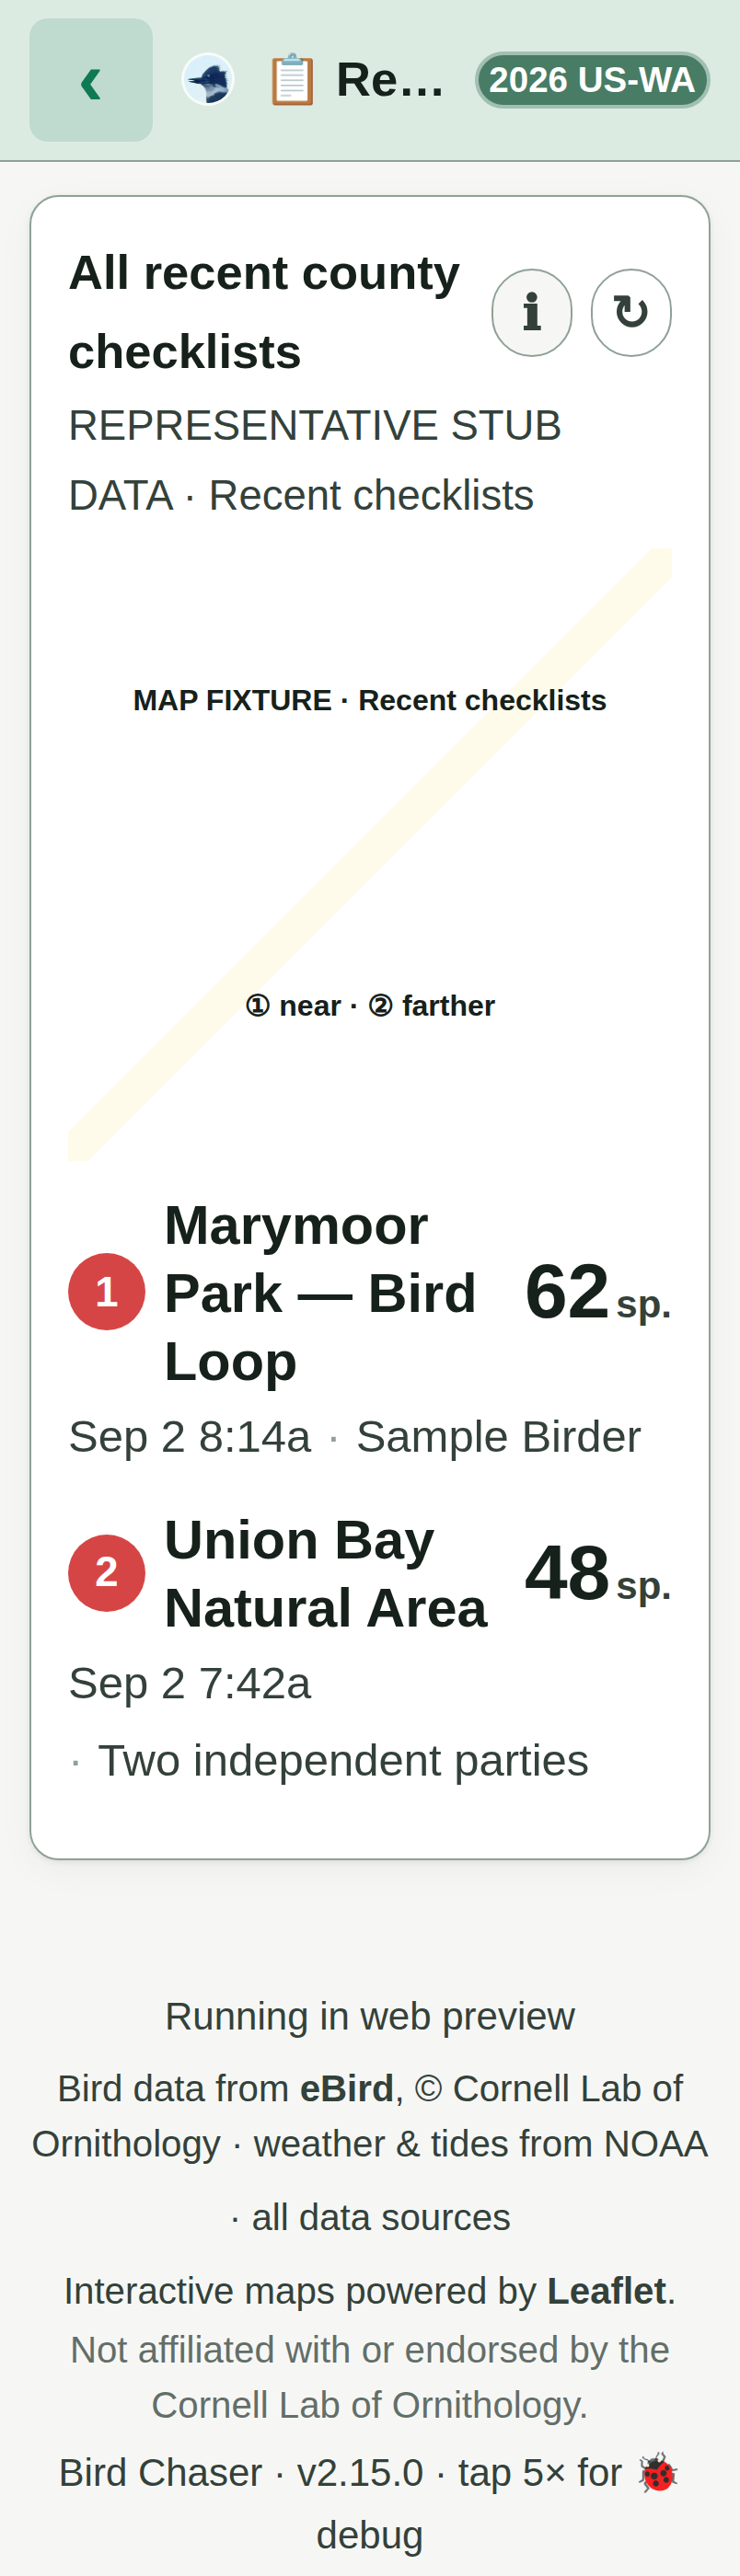 ‹ 📋 Re… 2026 US-WA
All recent county
checklists
ℹ ↻
REPRESENTATIVE STUB
DATA · Recent checklists
MAP FIXTURE · Recent checklists
① near · ② farther
1
Marymoor
Park — Bird
Loop
62 sp.
Sep 2 8:14a · Sample Birder
2
Union Bay
Natural Area
48 sp.
Sep 2 7:42a
· Two independent parties
Running in web preview
Bird data from eBird, © Cornell Lab of
Ornithology · weather & tides from NOAA
· all data sources
Interactive maps powered by Leaflet.
Not affiliated with or endorsed by the
Cornell Lab of Ornithology.
Bird Chaser · v2.15.0 · tap 5× for 🐞
debug